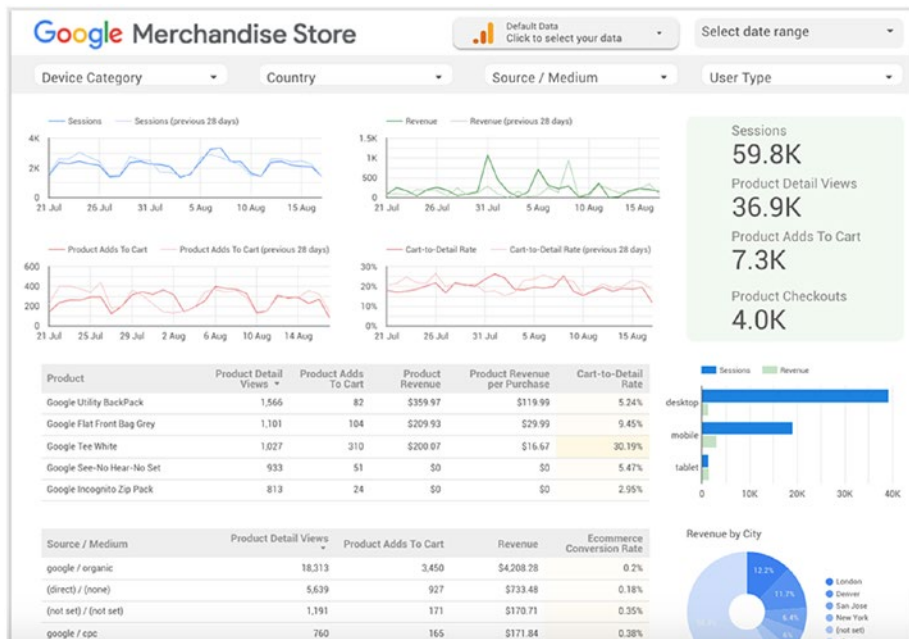 Google Merchandise Store
Default Data
Click to select your data
Select date range
Device Category
Country
Source / Medium
User Type
Sessions
Sessions (previous 28 days)
4K
2K
0
21 Jul
26 Jul
31 Jul
5 Aug
10 Aug
15 Aug
Revenue
Revenue (previous 28 days)
1.5K
1K
500
0
21 Jul
26 Jul
31 Jul
5 Aug
10 Aug
15 Aug
Sessions
59.8K
Product Detail Views
36.9K
Product Adds To Cart
7.3K
Product Checkouts
4.0K
Product Adds To Cart
Product Adds To Cart (previous 28 days)
600
400
200
0
21 Jul
25 Jul
29 Jul
2 Aug
6 Aug
10 Aug
14 Aug
Cart-to-Detail Rate
Cart-to-Detail Rate (previous 28 days)
30%
20%
10%
0%
21 Jul
26 Jul
31 Jul
5 Aug
10 Aug
15 Aug
Product Product Detail Views Product Adds To Cart Product Revenue Product Revenue per Purchase Cart-to-Detail Rate
Google Utility BackPack 1,566 82 $359.97 $119.99 5.24%
Google Flat Front Bag Grey 1,101 104 $209.93 $29.99 9.45%
Google Tee White 1,027 310 $200.07 $16.67 30.19%
Google See-No Hear-No Set 933 51 $0 $0 5.47%
Google Incognito Zip Pack 813 24 $0 $0 2.95%
Sessions
Revenue
desktop
mobile
tablet
0
10K
20K
30K
40K
Source / Medium Product Detail Views Product Adds To Cart Revenue Ecommerce Conversion Rate
google / organic 18,313 3,450 $4,208.28 0.2%
(direct) / (none) 5,639 927 $733.48 0.18%
(not set) / (not set) 1,191 171 $170.71 0.35%
google / cpc 760 165 $171.84 0.38%
Revenue by City
12.2%
11.7%
6.4%
London
Denver
San Jose
New York
(not set)